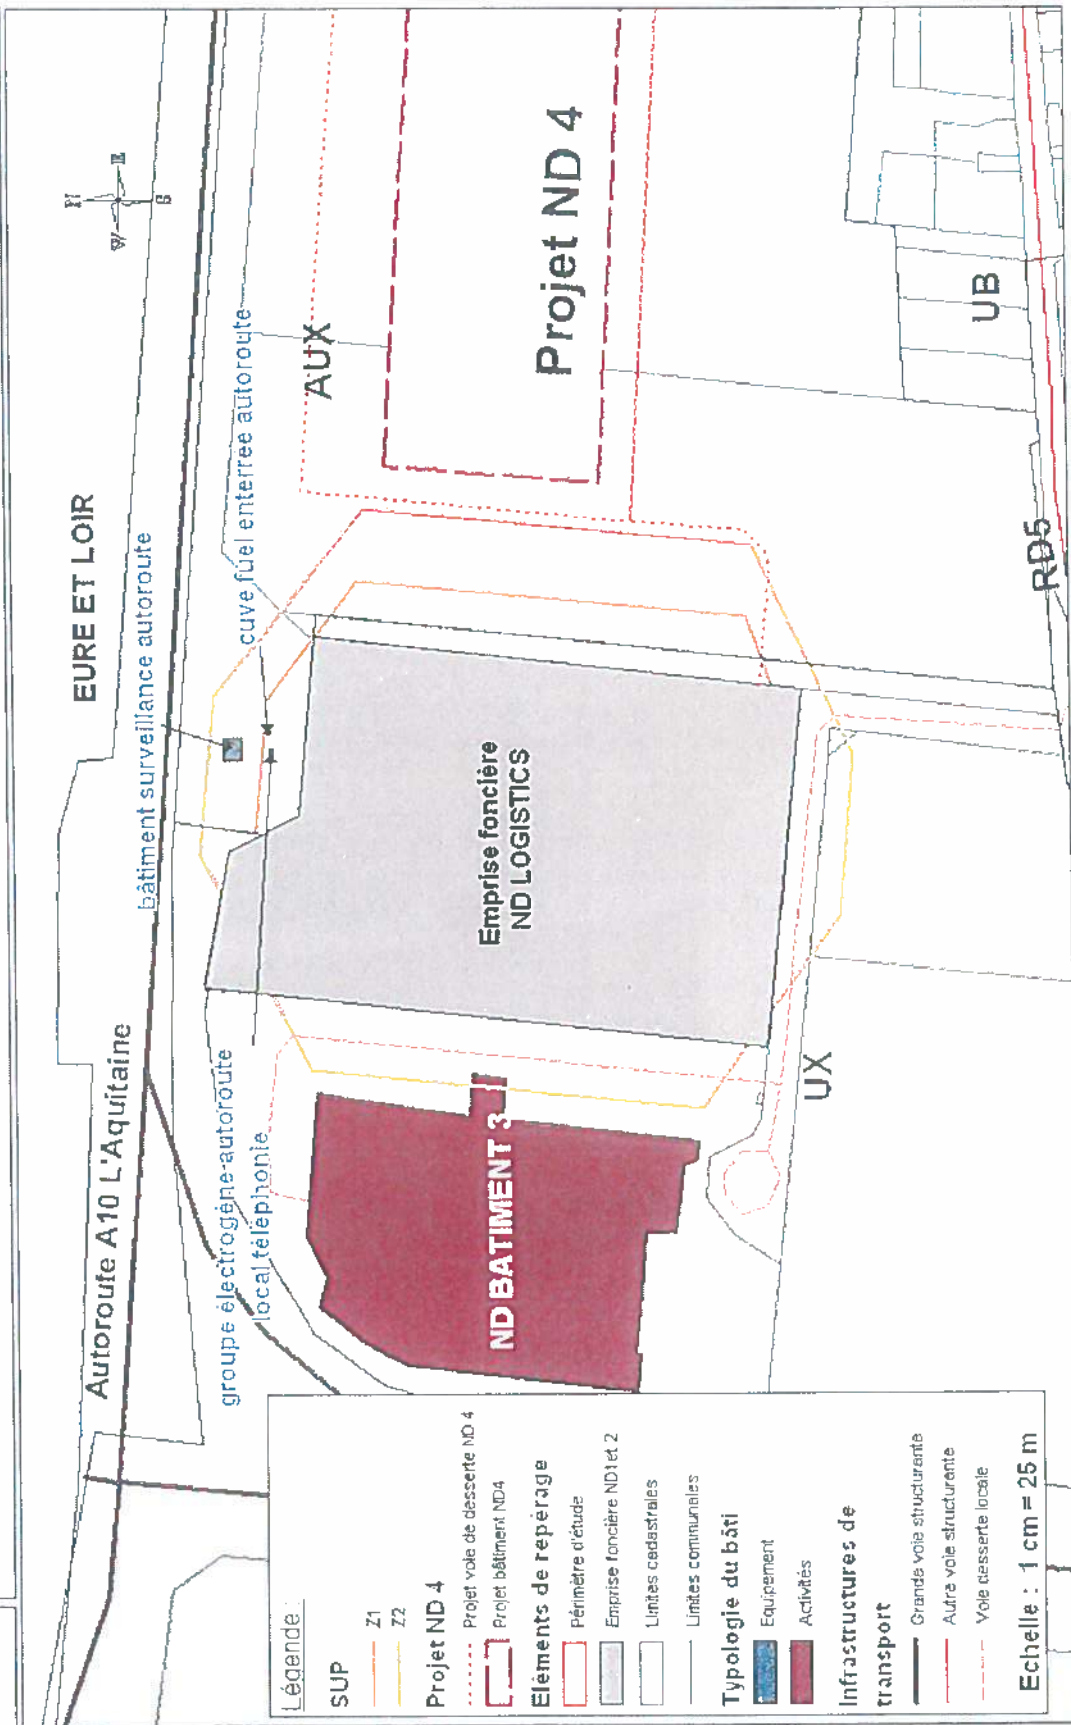 EURE ET LOIR
Autoroute A10 L'Aquitaine
bâtiment surveillance autoroute
cuve fuel enterrée autoroute
groupe électrogène autoroute
local téléphonie
N
W
E
S
AUX
Projet ND 4
Emprise foncière
ND LOGISTICS
ND BATIMENT 3
UX
UB
RD5
Légende:
SUP
Z1
Z2
Projet ND 4
Projet voie de desserte ND 4
Projet bâtiment ND4
Eléments de repérage
Périmètre d'étude
Emprise foncière ND1 et 2
Limites cadastrales
Limites communales
Typologie du bâti
Equipement
Activités
Infrastructures de
transport
Grande voie structurante
Autre voie structurante
Voie desserte locale
Echelle : 1 cm = 25 m